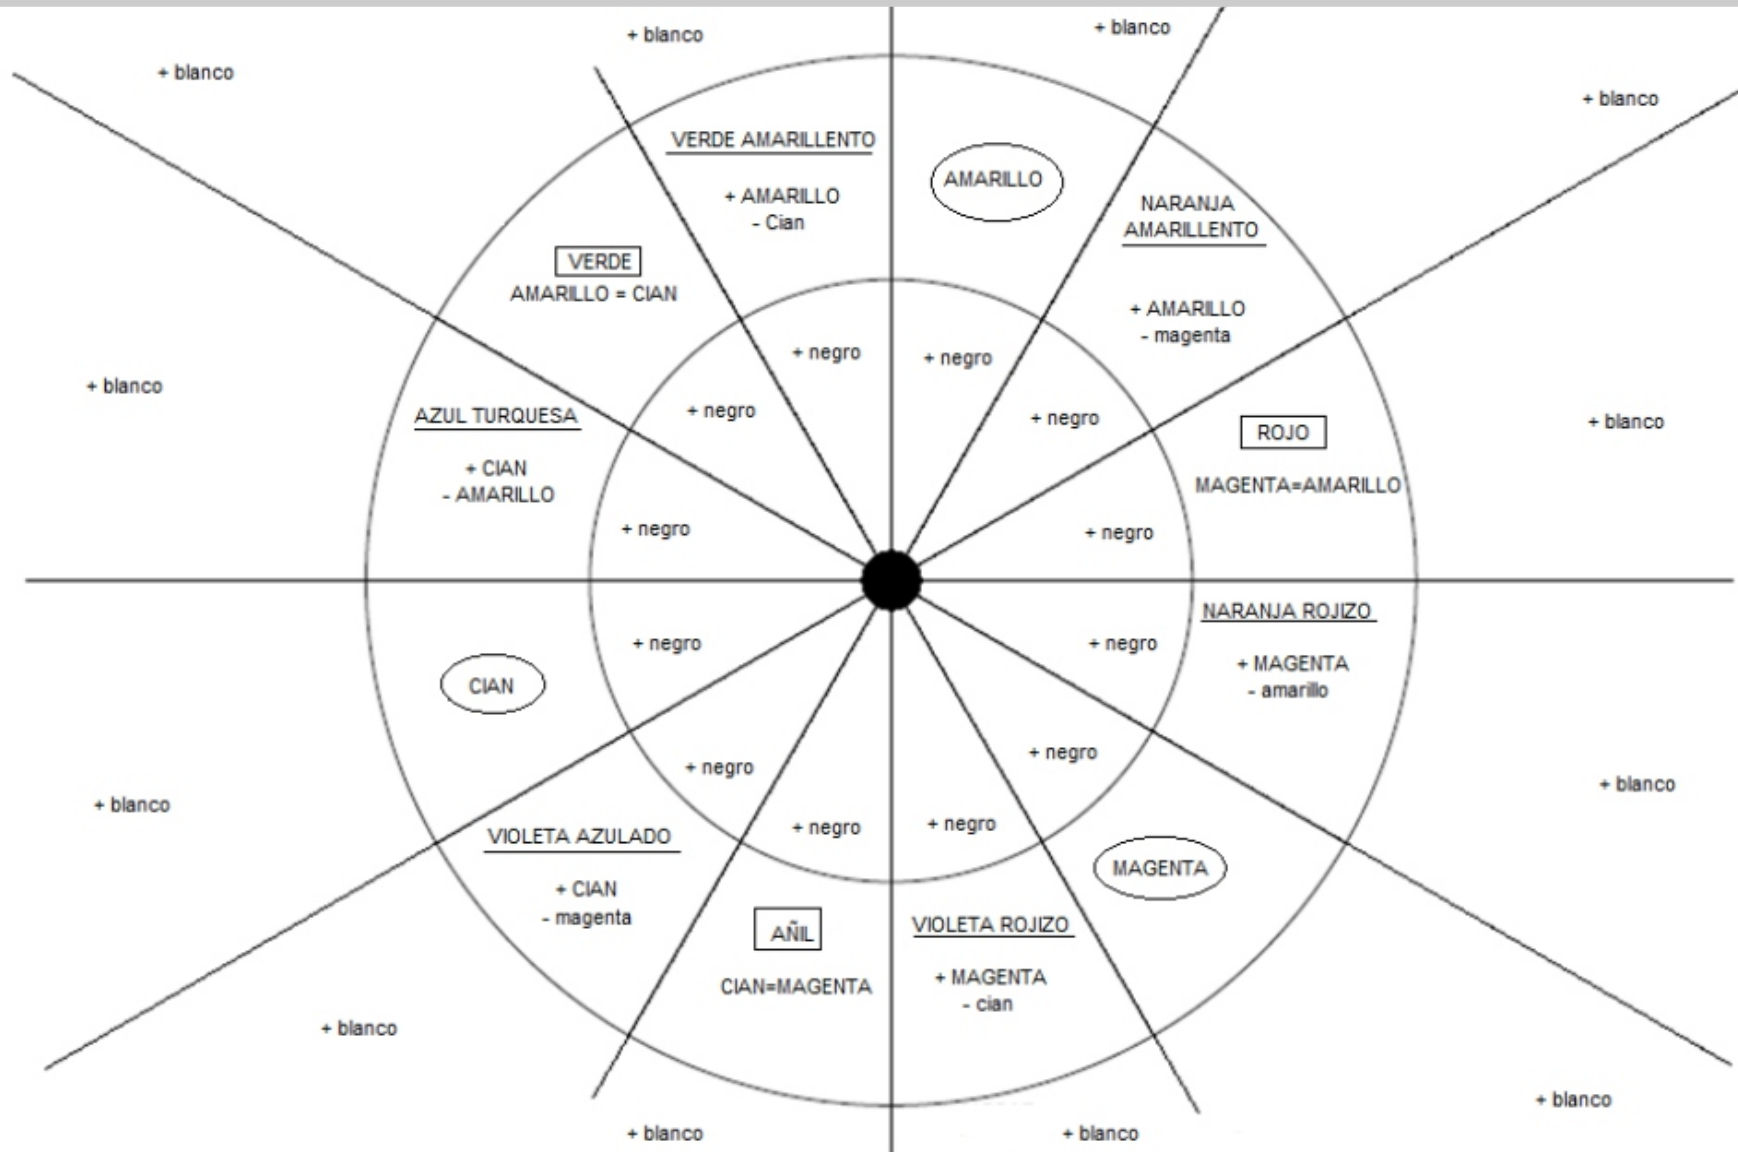 + blanco
+ blanco
+ blanco
+ blanco
VERDE AMARILLENTO
+ AMARILLO
- Cian
AMARILLO
NARANJA
AMARILLENTO
+ AMARILLO
- magenta
VERDE
AMARILLO = CIAN
+ negro
+ negro
+ negro
+ negro
+ blanco
AZUL TURQUESA
+ CIAN
- AMARILLO
+ negro
+ negro
ROJO
MAGENTA=AMARILLO
+ blanco
CIAN
+ negro
+ negro
NARANJA ROJIZO
+ MAGENTA
- amarillo
+ blanco
+ blanco
VIOLETA AZULADO
+ CIAN
- magenta
+ negro
+ negro
+ negro
+ negro
MAGENTA
AÑIL
CIAN=MAGENTA
VIOLETA ROJIZO
+ MAGENTA
- cian
+ blanco
+ blanco
+ blanco
+ blanco